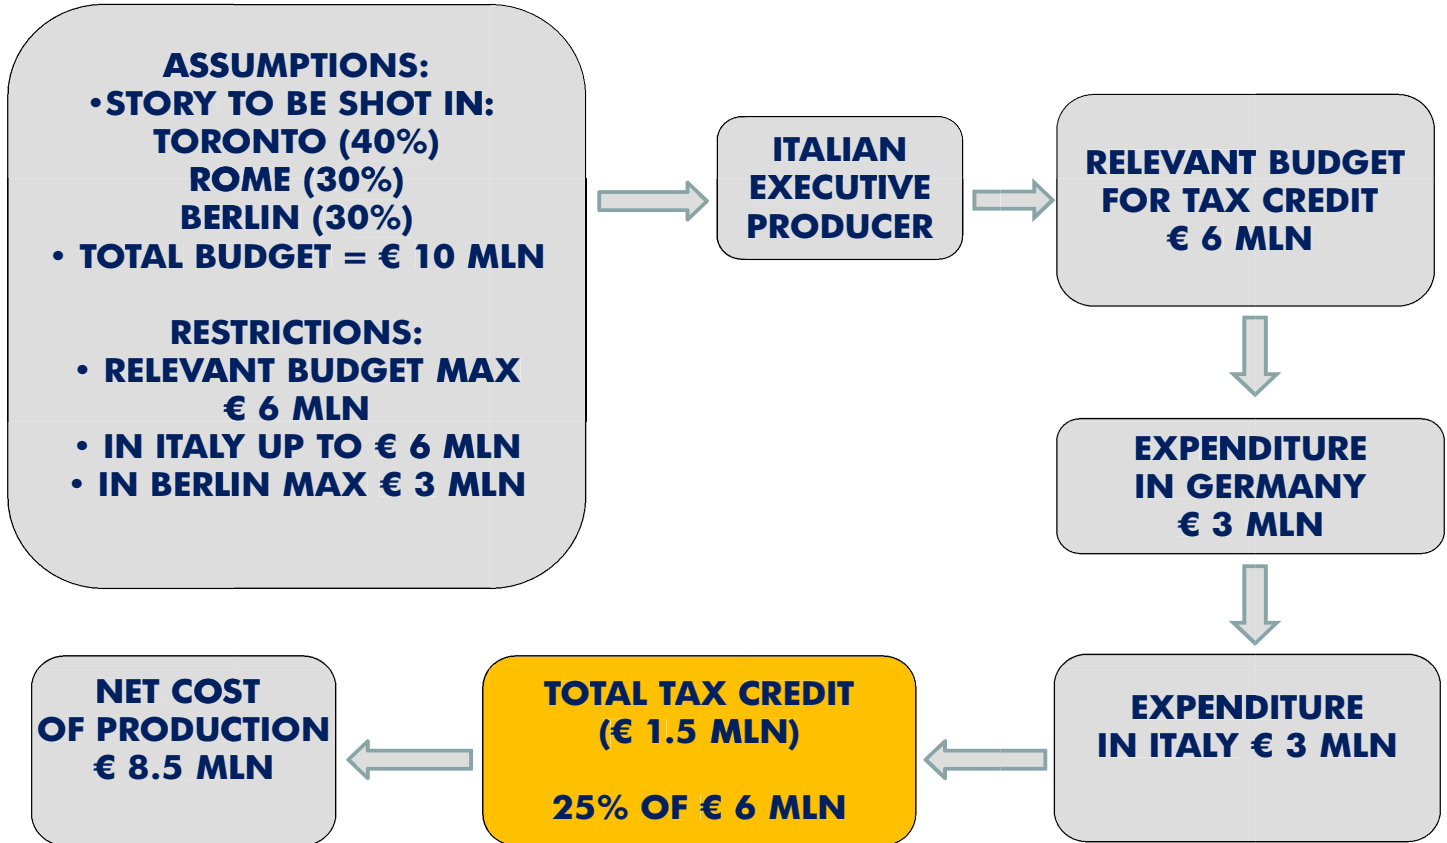 ASSUMPTIONS:
•STORY TO BE SHOT IN:
TORONTO (40%)
ROME (30%)
BERLIN (30%)
• TOTAL BUDGET = € 10 MLN
RESTRICTIONS:
• RELEVANT BUDGET MAX
€ 6 MLN
• IN ITALY UP TO € 6 MLN
• IN BERLIN MAX € 3 MLN
ITALIAN
EXECUTIVE
PRODUCER
RELEVANT BUDGET
FOR TAX CREDIT
€ 6 MLN
EXPENDITURE
IN GERMANY
€ 3 MLN
EXPENDITURE
IN ITALY € 3 MLN
TOTAL TAX CREDIT
(€ 1.5 MLN)
25% OF € 6 MLN
NET COST
OF PRODUCTION
€ 8.5 MLN